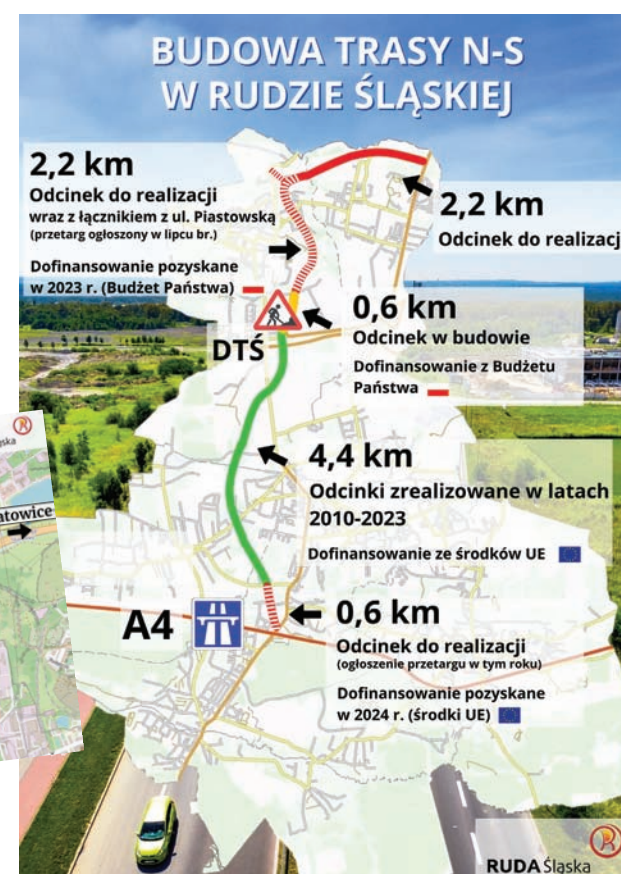 BUDOWA TRASY N-S
W RUDZIE ŚLĄSKIEJ
2,2 km
Odcinek do realizacji
wraz z łącznikiem z ul. Piastowską
(przetarg ogłoszony w lipcu br.)
Dofinansowanie pozyskane
w 2023 r. (Budżet Państwa)
2,2 km
Odcinek do realizacj
0,6 km
Odcinek w budowie
Dofinansowanie z Budżetu
Państwa
DTŚ
4,4 km
Odcinki zrealizowane w latach
2010-2023
Dofinansowanie ze środków UE
A4
0,6 km
Odcinek do realizacji
(ogłoszenie przetargu w tym roku)
Dofinansowanie pozyskane
w 2024 r. (środki UE)
ska
atowice
RUDA Śląska